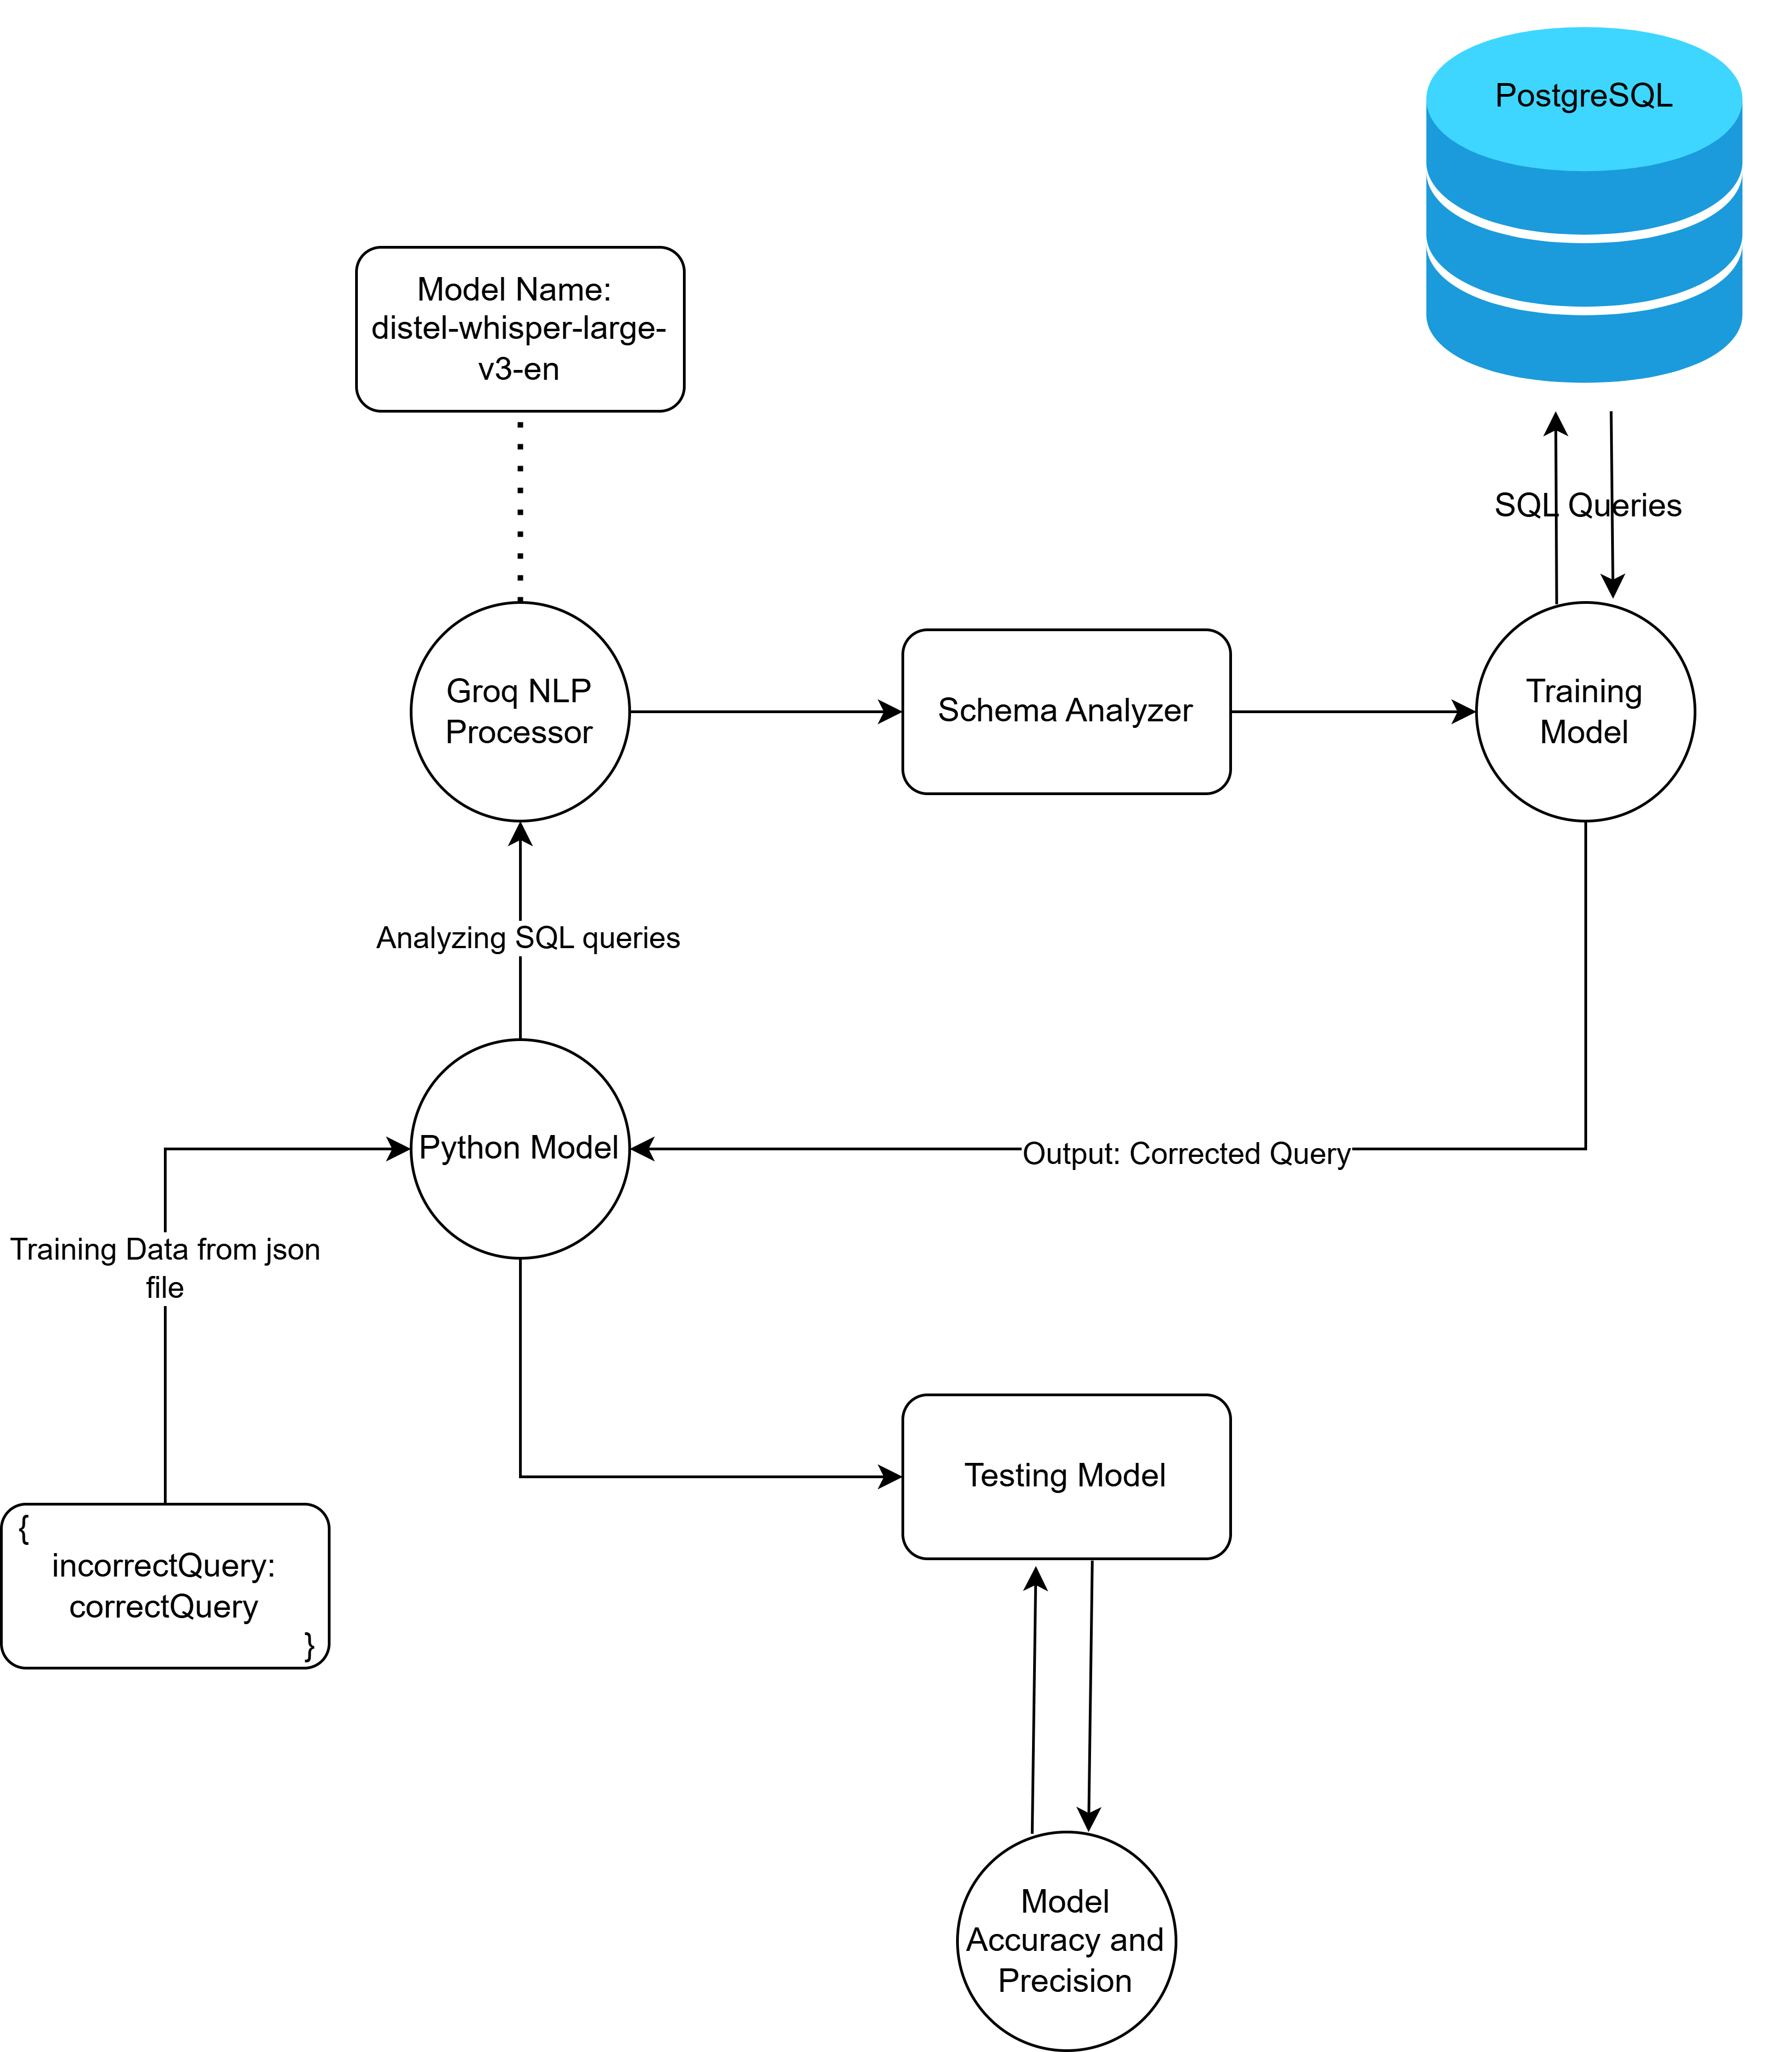 PostgreSQL
Model Name:
distel-whisper-large-
v3-en
SQL Queries
Groq NLP
Processor
Schema Analyzer
Training
Model
Analyzing SQL queries
Python Model
Output: Corrected Query
Training Data from json
file
Testing Model
{
incorrectQuery:
correctQuery
}
Model
Accuracy and
Precision